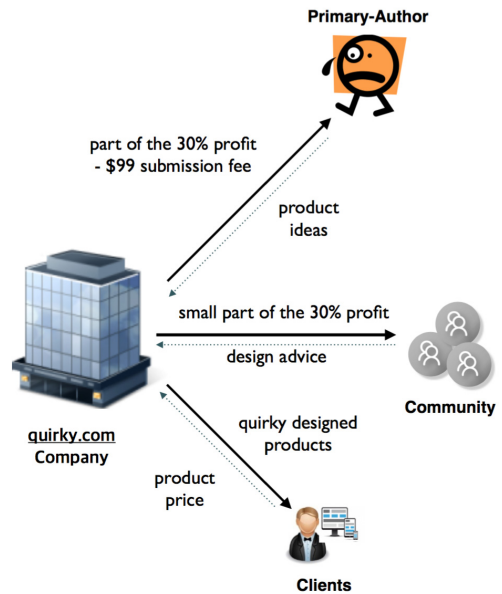 Primary-Author
part of the 30% profit
- $99 submission fee
product
ideas
small part of the 30% profit
design advice
Community
quirky.com
Company
quirky designed
products
product
price
Clients